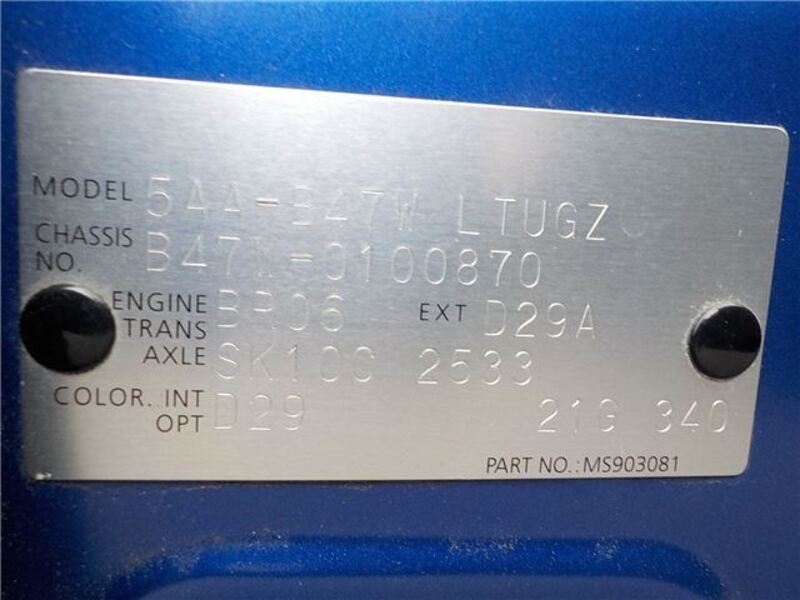 MODEL 5AA-B47W LTUGZ
CHASSIS NO. B47W-0100870
ENGINE BR06 EXT D29A
TRANS AXLE SK100 2533
COLOR. INT D29 21G 340
OPT
PART NO.:MS903081